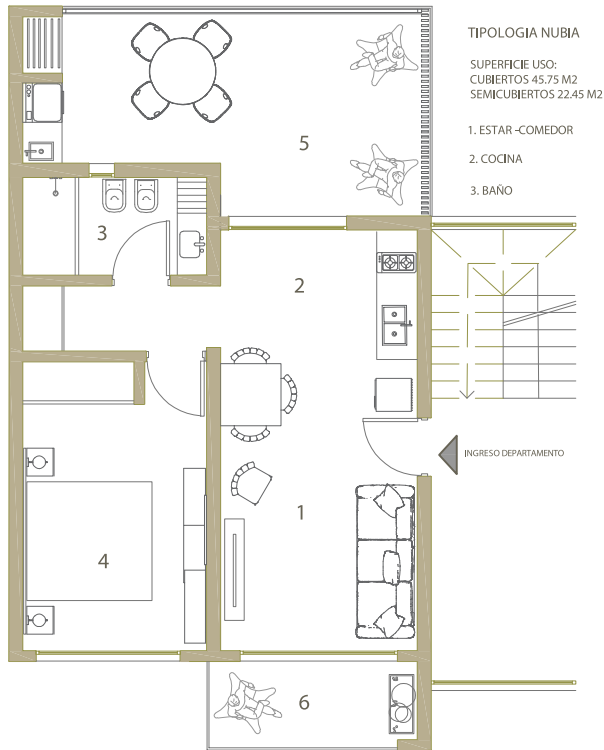 TIPOLOGIA NUBIA
SUPERFICIE USO:
CUBIERTOS 45.75 M2
SEMICUBIERTOS 22.45 M2
1. ESTAR -COMEDOR
2. COCINA
3. BAÑO
5
3
2
INGRESO DEPARTAMENTO
1
4
6